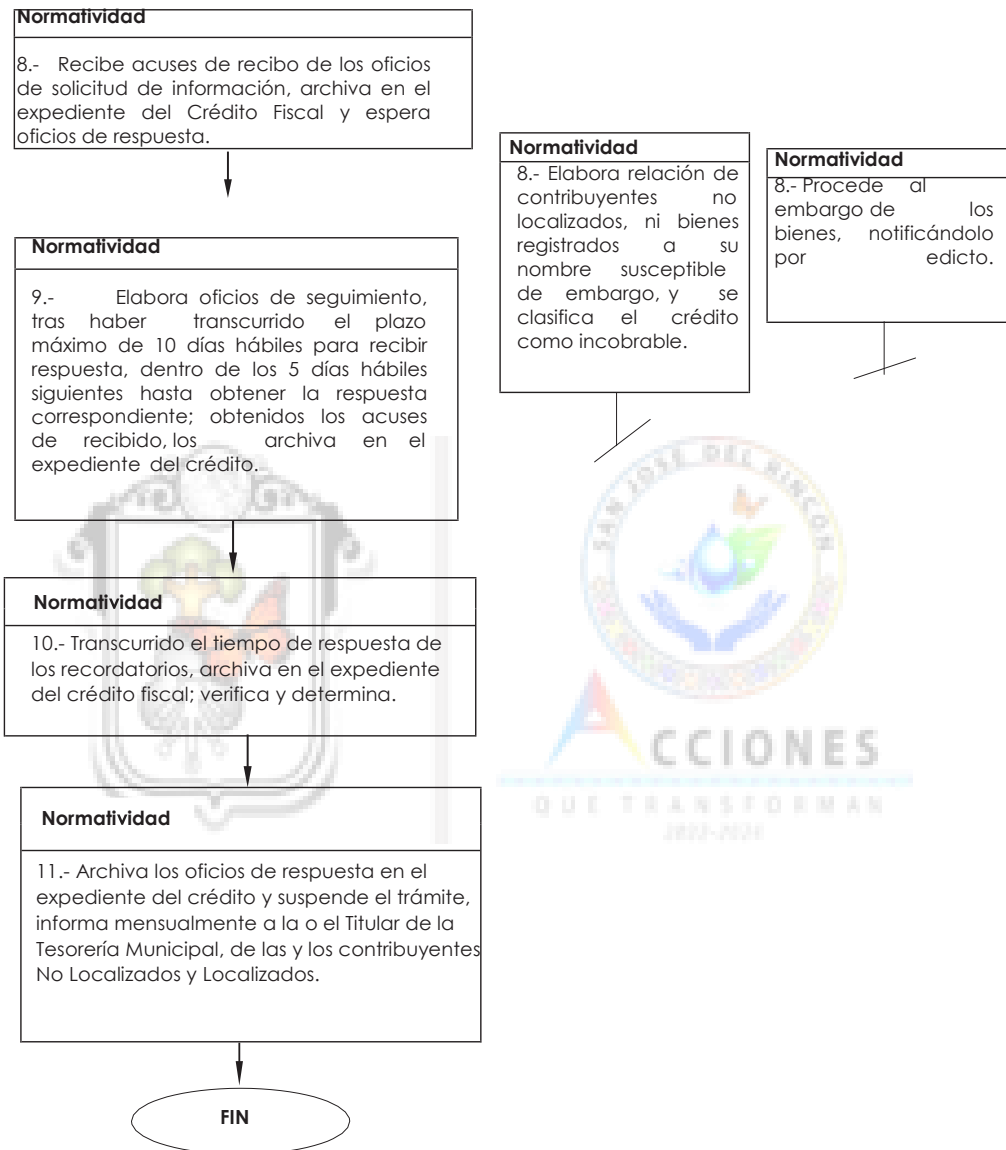 Normatividad
8.- Recibe acuses de recibo de los oficios
de solicitud de información, archiva en el
expediente del Crédito Fiscal y espera
oficios de respuesta.
Normatividad
8.- Elabora relación de
contribuyentes no
localizados, ni bienes
registrados a su
nombre susceptible
de embargo, y se
clasifica el crédito
como incobrable.
Normatividad
8.- Procede al
embargo de los
bienes, notificándolo
por edicto.
Normatividad
9.- Elabora oficios de seguimiento,
tras haber transcurrido el plazo
máximo de 10 días hábiles para recibir
respuesta, dentro de los 5 días hábiles
siguientes hasta obtener la respuesta
correspondiente; obtenidos los acuses
de recibido, los archiva en el
expediente del crédito.
SAN JOSE DEL RINCON
Normatividad
10.- Transcurrido el tiempo de respuesta de
los recordatorios, archiva en el expediente
del crédito fiscal; verifica y determina.
ACCIONES
QUE TRANSFORMAN
Normatividad
11.- Archiva los oficios de respuesta en el
expediente del crédito y suspende el trámite,
informa mensualmente a la o el Titular de la
Tesorería Municipal, de las y los contribuyentes
No Localizados y Localizados.
FIN